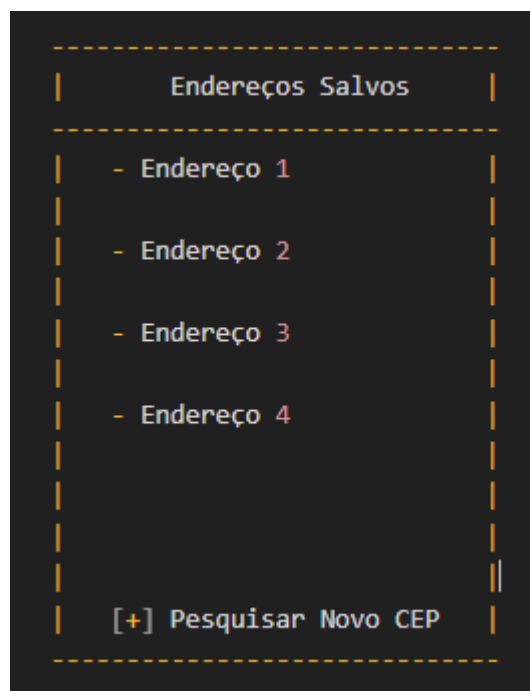 ------------------------------
|       Endereços Salvos     |
------------------------------
|   - Endereço 1             |
|                            |
|   - Endereço 2             |
|                            |
|   - Endereço 3             |
|                            |
|   - Endereço 4             |
|                            |
|                            |
|                            |
|                            |
|   [+] Pesquisar Novo CEP   |
------------------------------